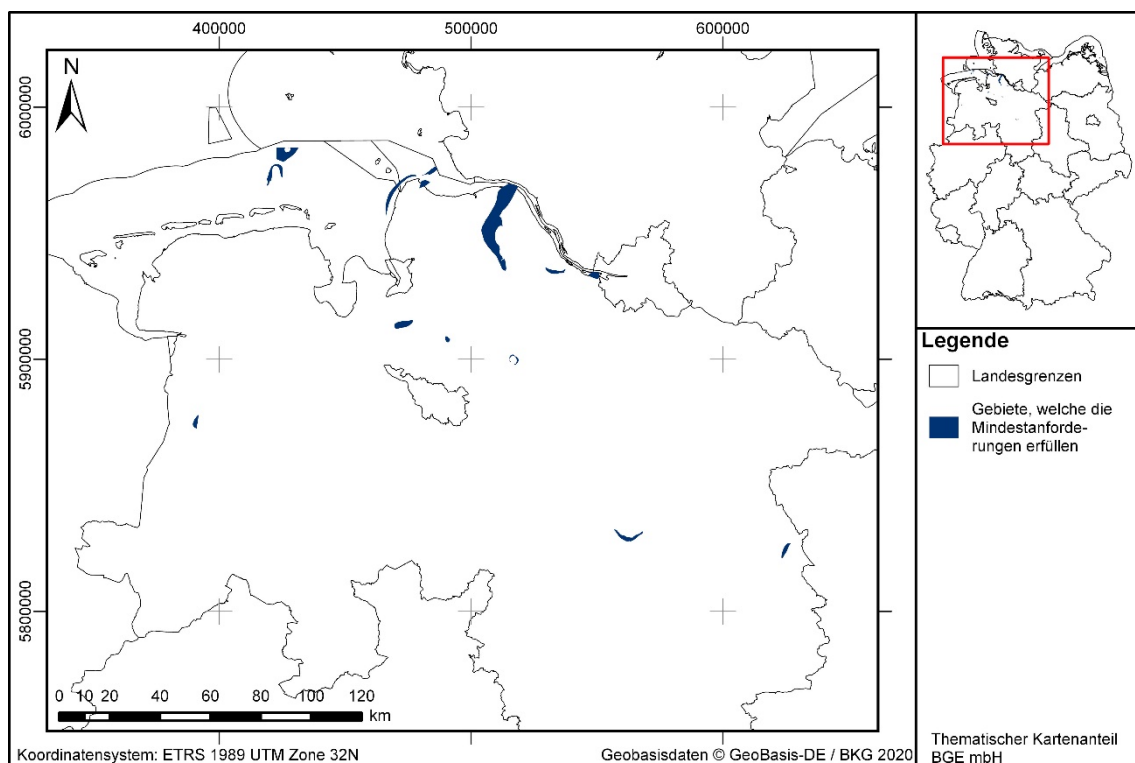 400000 500000 600000
N
6000000
5900000
5800000
0 10 20 40 60 80 100 120
km
Koordinatensystem: ETRS 1989 UTM Zone 32N
Geobasisdaten © GeoBasis-DE / BKG 2020
Legende
Landesgrenzen
Gebiete, welche die
Mindestanforde-
rungen erfüllen
Thematischer Kartenanteil
BGE mbH